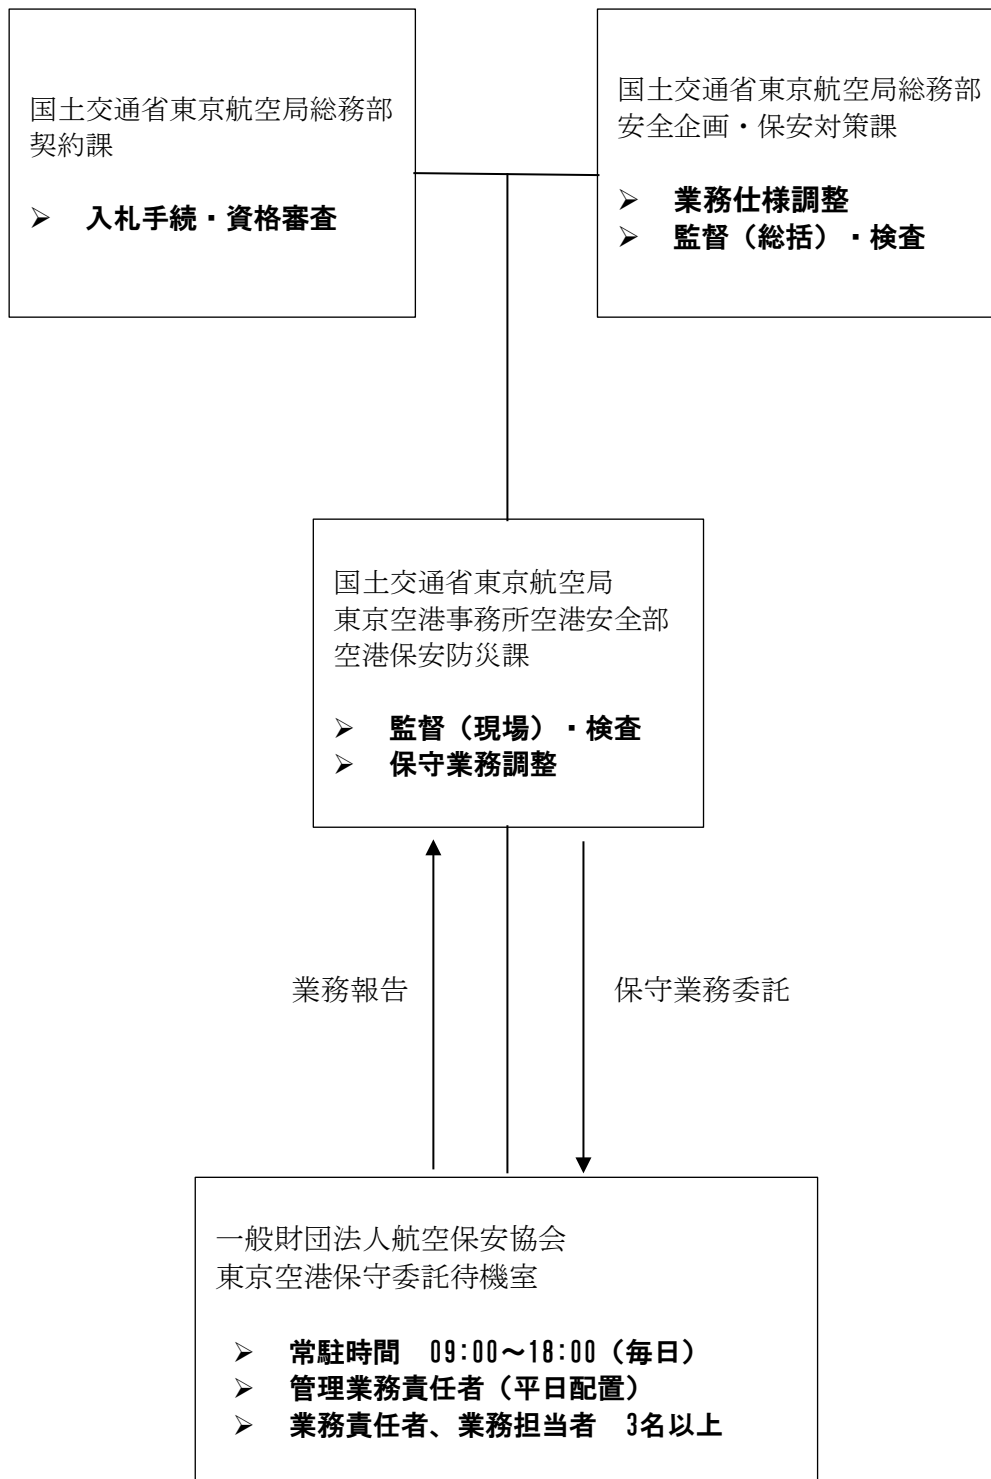 国土交通省東京航空局総務部
契約課
➢ 入札手続・資格審査
国土交通省東京航空局総務部
安全企画・保安対策課
➢ 業務仕様調整
➢ 監督（総括）・検査
国土交通省東京航空局
東京空港事務所空港安全部
空港保安防災課
➢ 監督（現場）・検査
➢ 保守業務調整
業務報告
保守業務委託
一般財団法人航空保安協会
東京空港保守委託待機室
➢ 常駐時間　09:00～18:00（毎日）
➢ 管理業務責任者（平日配置）
➢ 業務責任者、業務担当者　3名以上